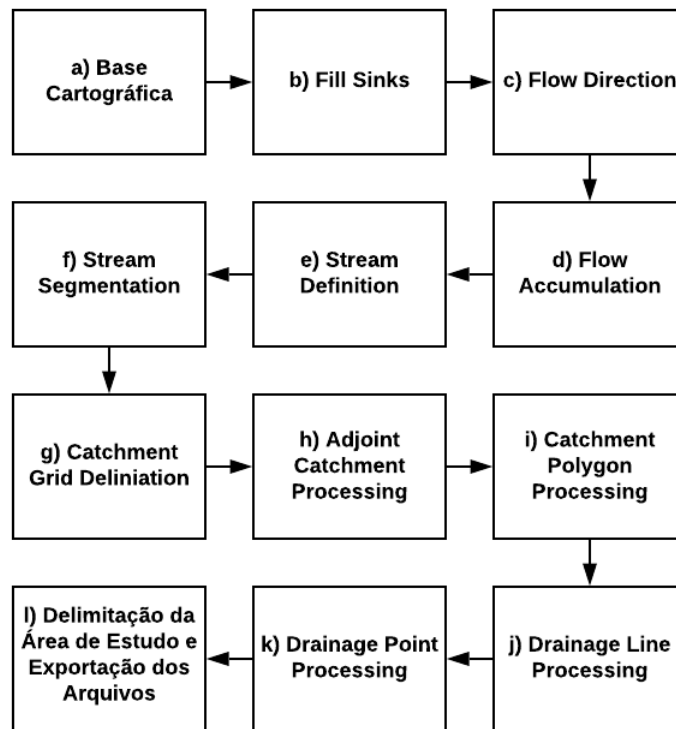 a) Base
Cartográfica
b) Fill Sinks
c) Flow Direction
d) Flow
Accumulation
e) Stream
Definition
f) Stream
Segmentation
g) Catchment
Grid Deliniation
h) Adjoint
Catchment
Processing
i) Catchment
Polygon
Processing
j) Drainage Line
Processing
k) Drainage Point
Processing
l) Delimitação da
Área de Estudo e
Exportação dos
Arquivos